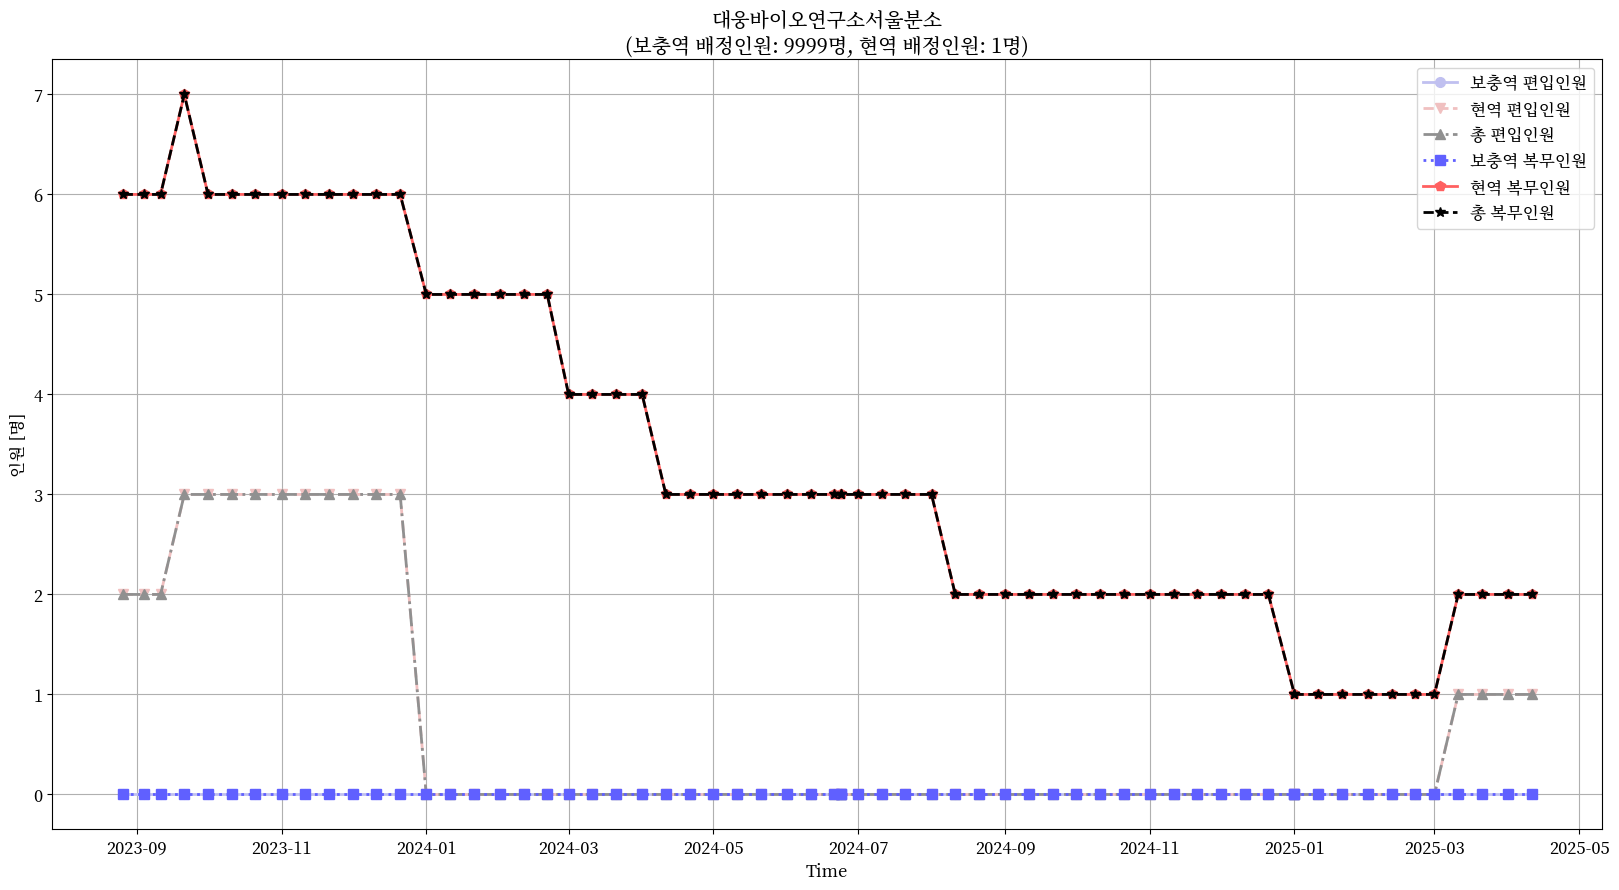 대웅바이오연구소서울분소
(보충역 배정인원: 9999명, 현역 배정인원: 1명)
보충역 편입인원
현역 편입인원
총 편입인원
보충역 복무인원
현역 복무인원
총 복무인원
인원 [명]
7
6
5
4
3
2
1
0
2023-09
2023-11
2024-01
2024-03
2024-05
2024-07
2024-09
2024-11
2025-01
2025-03
2025-05
Time